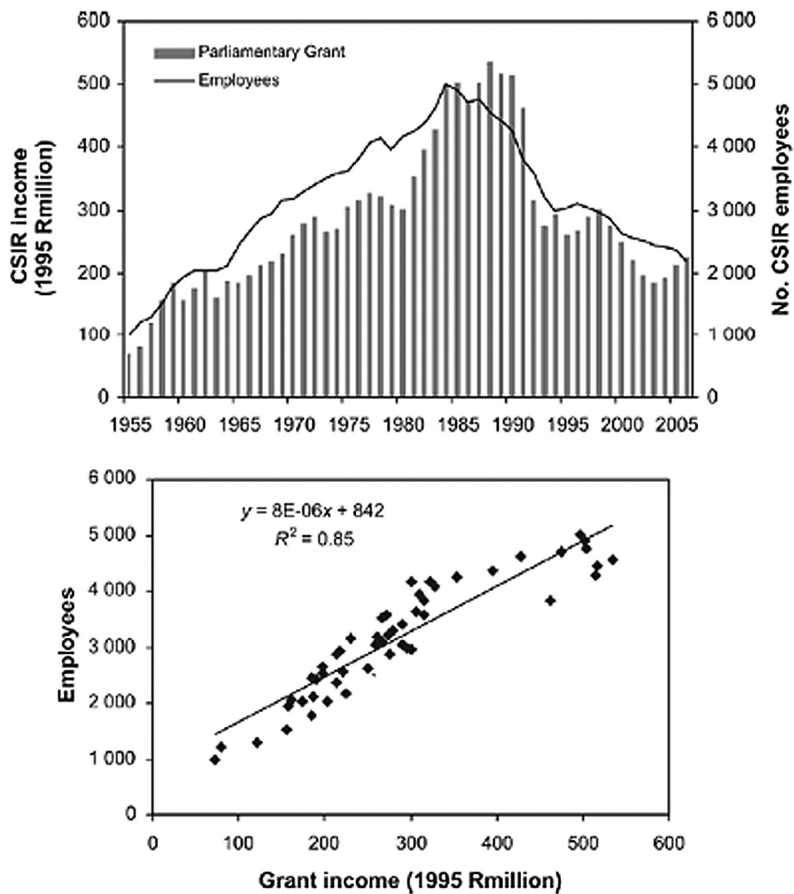 600
500
400
300
200
100
0
CSIR income
(1995 Rmillion)
Parliamentary Grant
Employees
6 000
5 000
4 000
3 000
2 000
1 000
0
No. CSIR employees
1955 1960 1965 1970 1975 1980 1985 1990 1995 2000 2005
6 000
5 000
4 000
3 000
2 000
1 000
0
Employees
y = 8E-06x + 842
R² = 0.85
0 100 200 300 400 500 600
Grant income (1995 Rmillion)